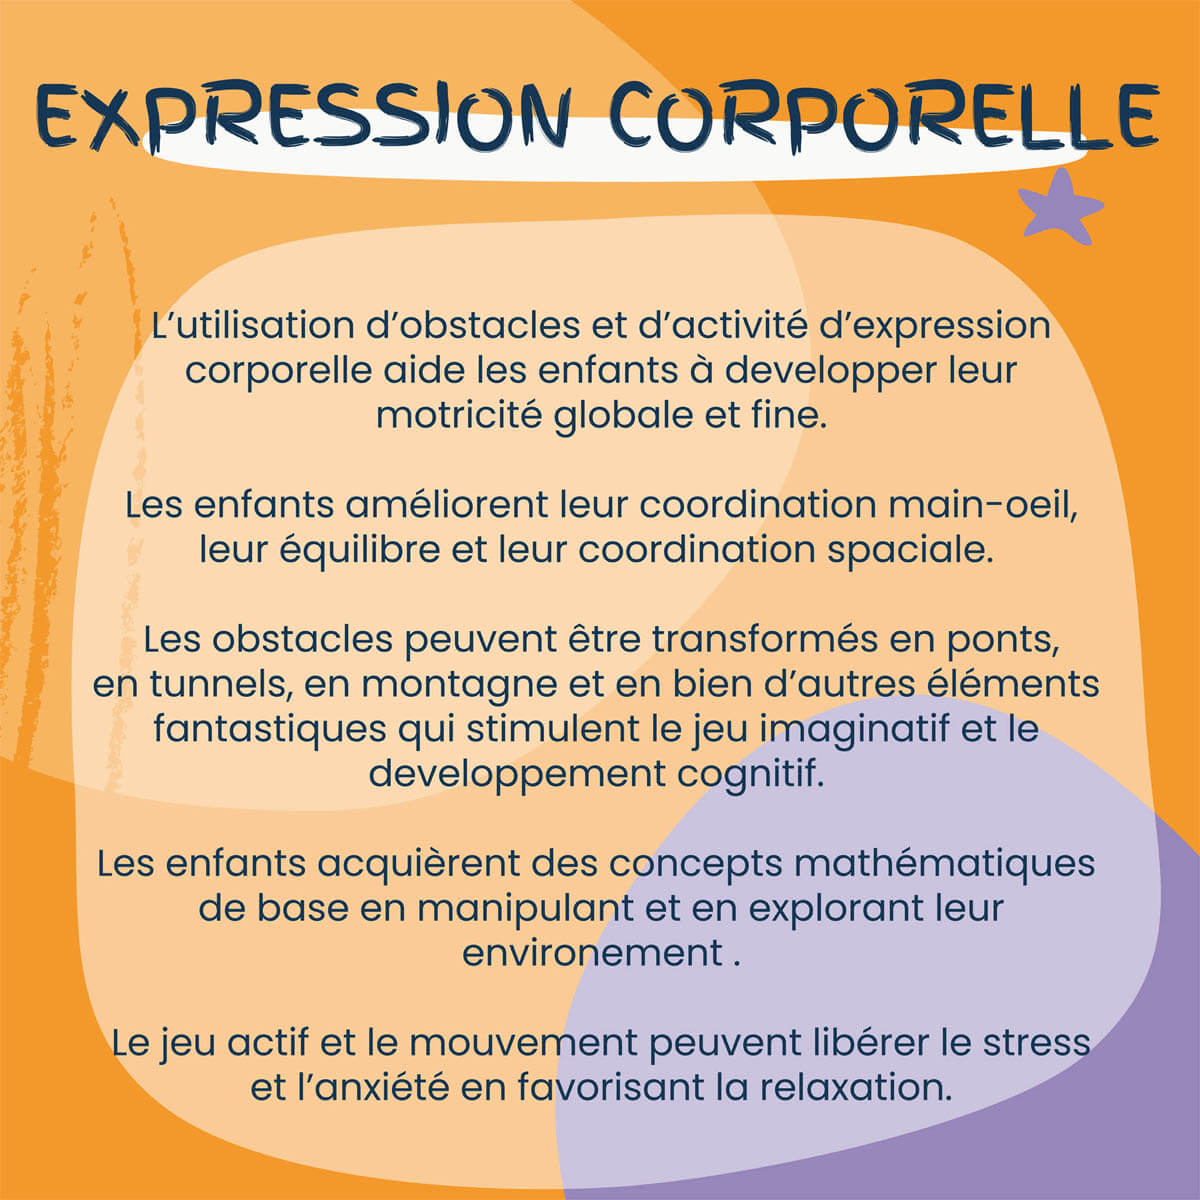 EXPRESSION CORPORELLE
L’utilisation d’obstacles et d’activité d’expression
corporelle aide les enfants à developper leur
motricité globale et fine.
Les enfants améliorent leur coordination main-oeil,
leur équilibre et leur coordination spaciale.
Les obstacles peuvent être transformés en ponts,
en tunnels, en montagne et en bien d’autres éléments
fantastiques qui stimulent le jeu imaginatif et le
developpement cognitif.
Les enfants acquièrent des concepts mathématiques
de base en manipulant et en explorant leur
environement .
Le jeu actif et le mouvement peuvent libérer le stress
et l’anxiété en favorisant la relaxation.